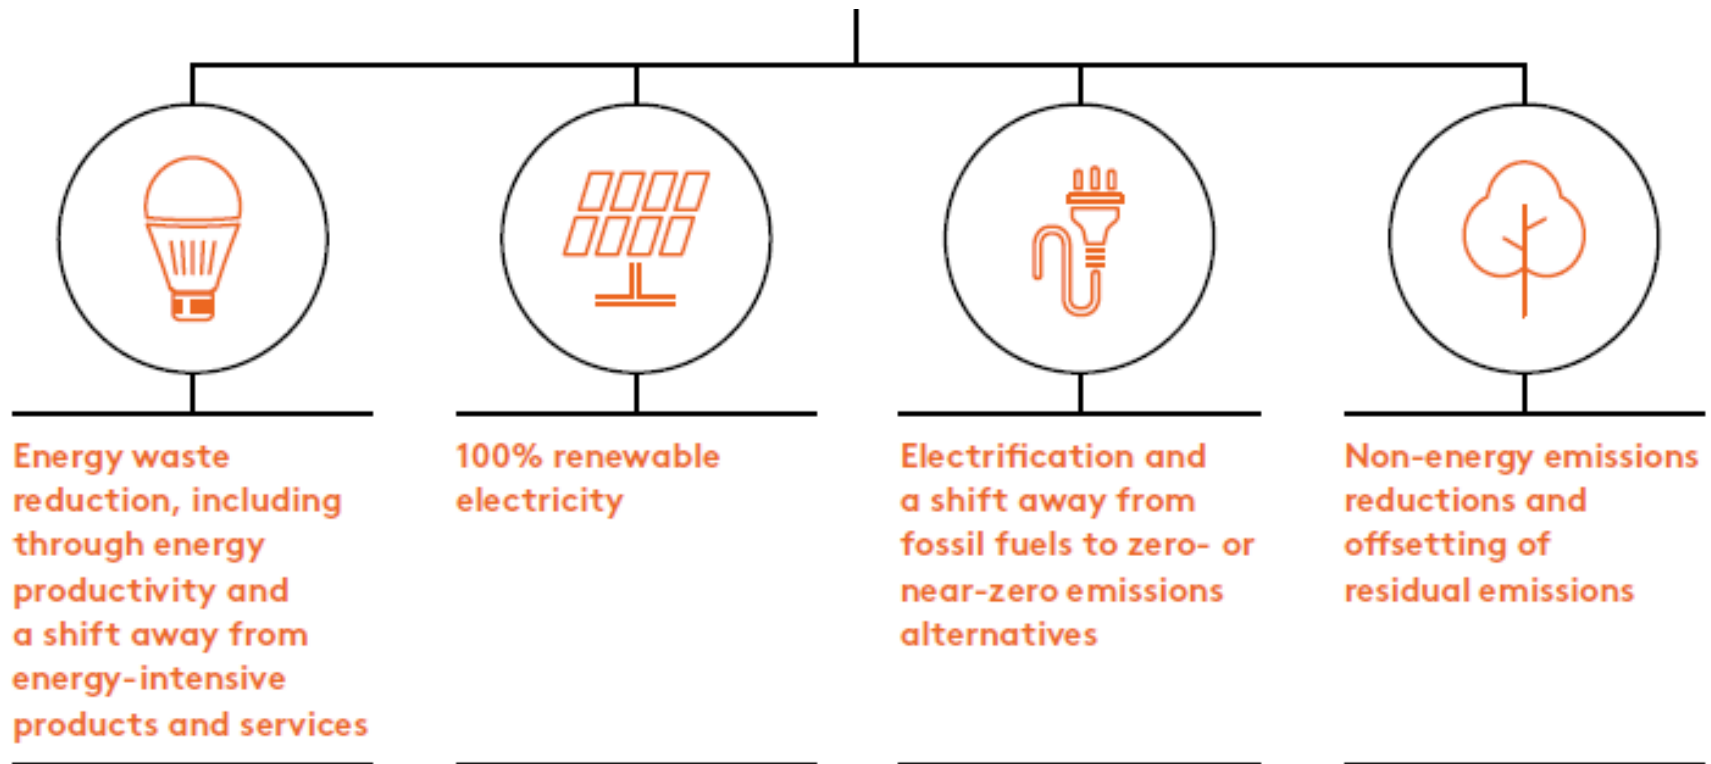 Energy waste
reduction, including
through energy
productivity and
a shift away from
energy-intensive
products and services
100% renewable
electricity
Electrification and
a shift away from
fossil fuels to zero- or
near-zero emissions
alternatives
Non-energy emissions
reductions and
offsetting of
residual emissions